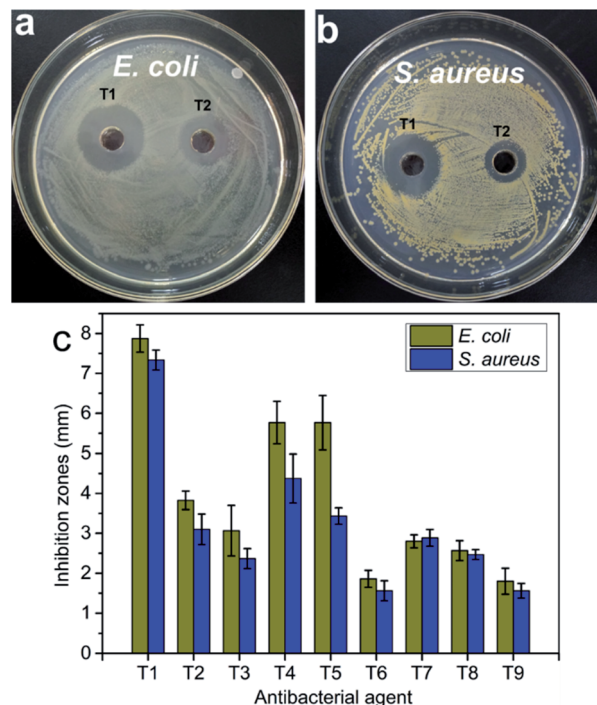 a
E. coli
T1
T2
b
S. aureus
T1
T2
c
E. coli
S. aureus
8
7
6
5
4
3
2
1
0
Inhibition zones (mm)
T1 T2 T3 T4 T5 T6 T7 T8 T9
Antibacterial agent